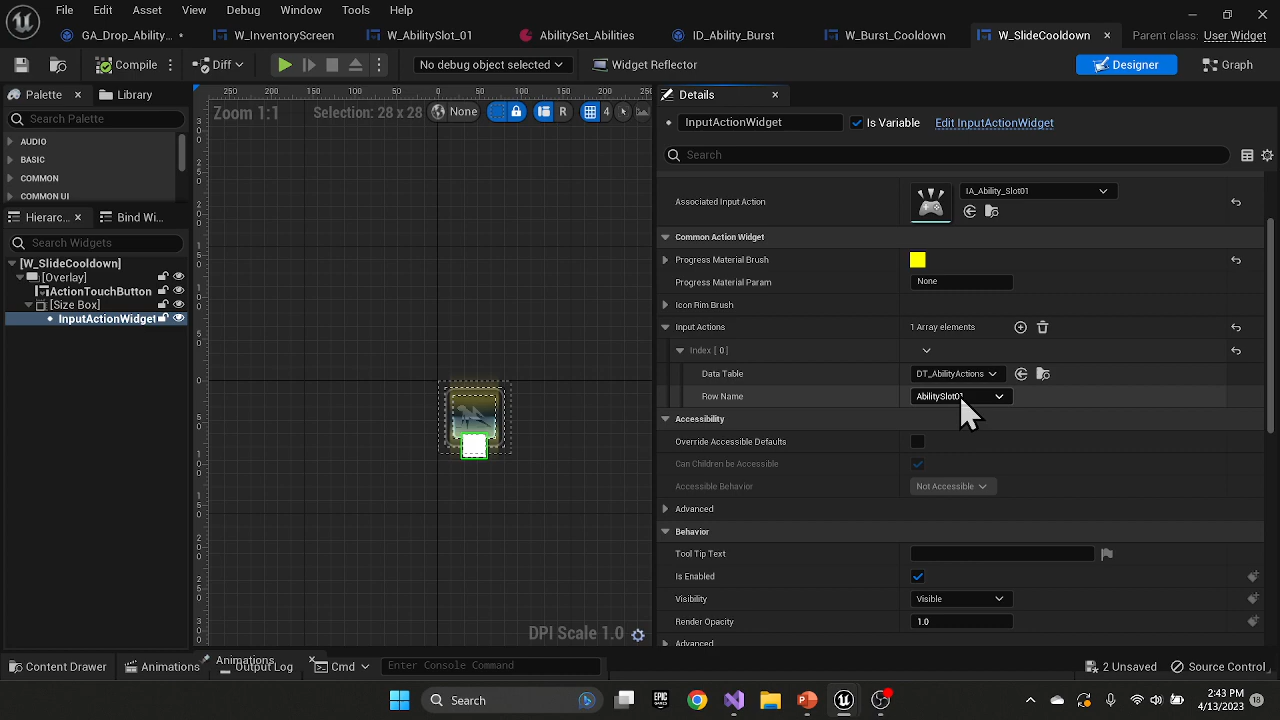 File Edit Asset View Debug Window Tools Help
GA_Drop_Ability... * W_InventoryScreen W_AbilitySlot_01 AbilitySet_Abilities ID_Ability_Burst W_Burst_Cooldown W_SlideCooldown Parent class: User Widget
Compile Diff No debug object selected Widget Reflector Designer Graph
Palette Library Details
Search Palette
AUDIO
BASIC
COMMON
COMMON UI
Hierarc... Bind Wi...
Search Widgets
[W_SlideCooldown]
[Overlay]
ActionTouchButton
[Size Box]
InputActionWidget
Zoom 1:1 Selection: 28 x 28 None R 4
DPI Scale 1.0
InputActionWidget Is Variable Edit InputActionWidget
Search
Associated Input Action IA_Ability_Slot01
Common Action Widget
Progress Material Brush
Progress Material Param None
Icon Rim Brush
Input Actions 1 Array elements
Index [ 0 ]
Data Table DT_AbilityActions
Row Name
Accessibility
Override Accessible Defaults
Can Children be Accessible
Accessible Behavior Not Accessible
Advanced
Behavior
Tool Tip Text
Is Enabled
Visibility Visible
Render Opacity 1.0
Advanced
Content Drawer Animations Animations Output Log Cmd Enter Console Command 2 Unsaved Source Control
Search
2:43 PM
4/13/2023